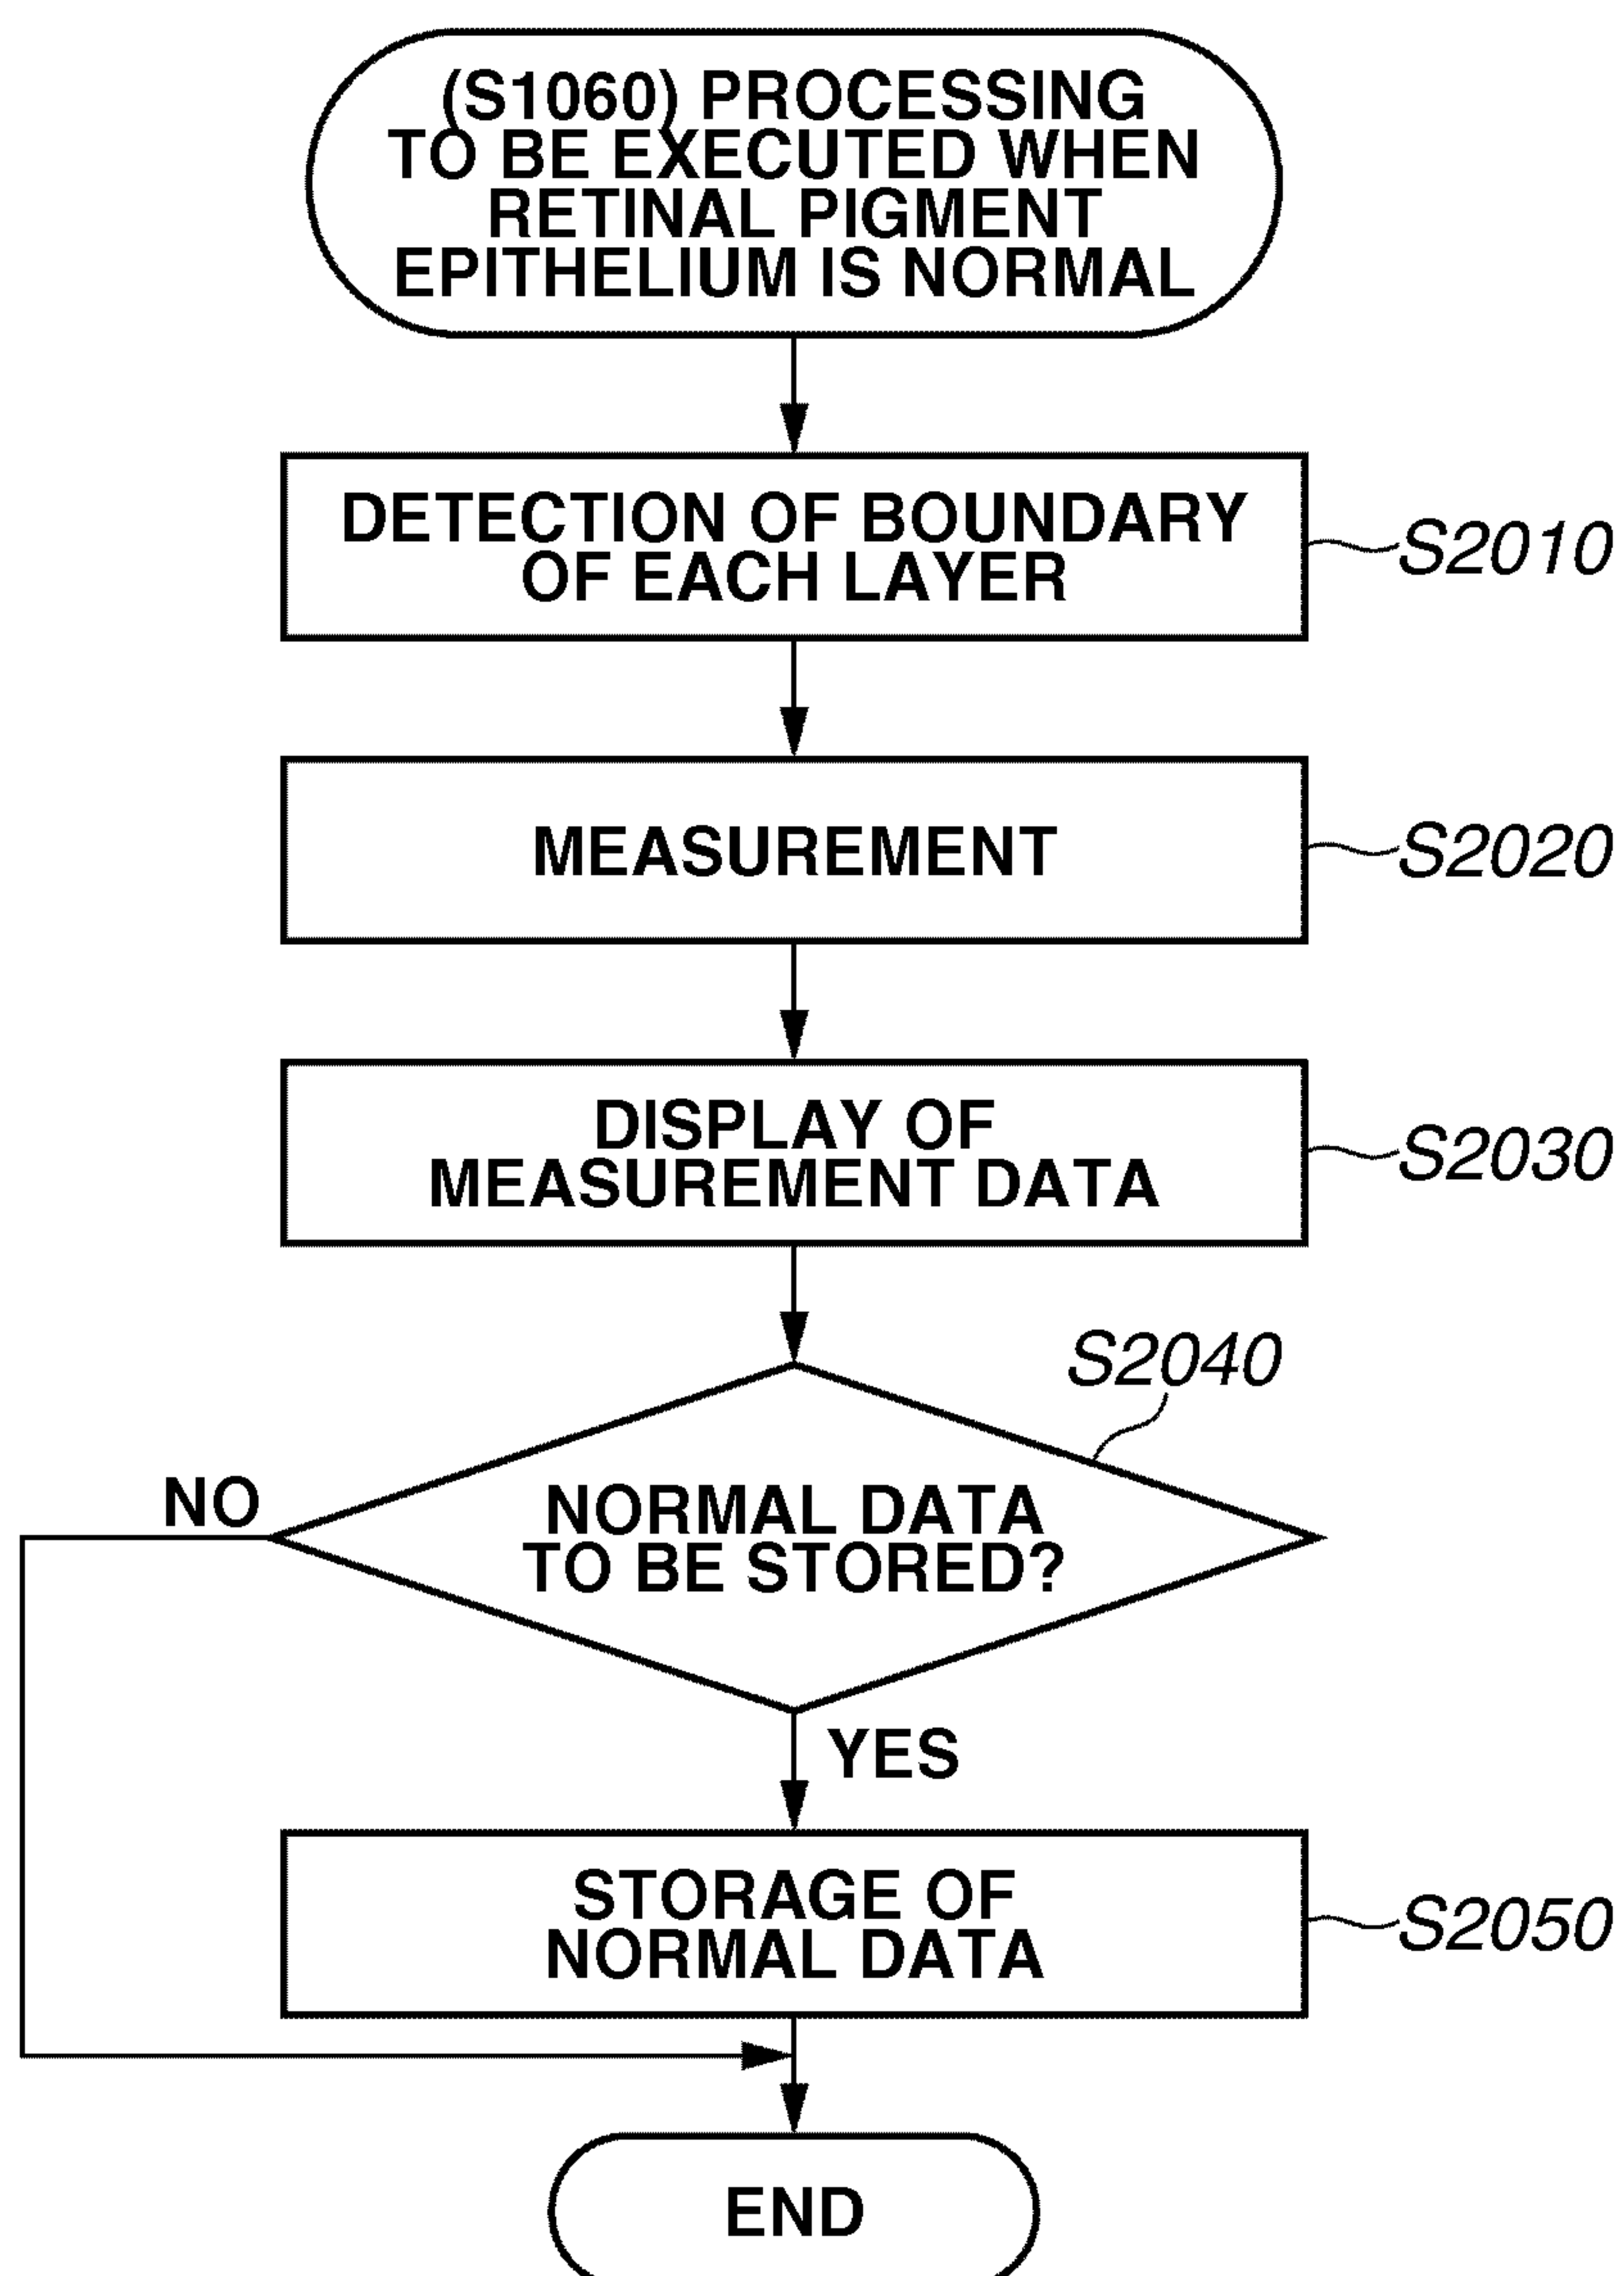 (S1060) PROCESSING
TO BE EXECUTED WHEN
RETINAL PIGMENT
EPITHELIUM IS NORMAL
DETECTION OF BOUNDARY
OF EACH LAYER
S2010
MEASUREMENT
S2020
DISPLAY OF
MEASUREMENT DATA
S2030
S2040
NO
NORMAL DATA
TO BE STORED?
YES
STORAGE OF
NORMAL DATA
S2050
END